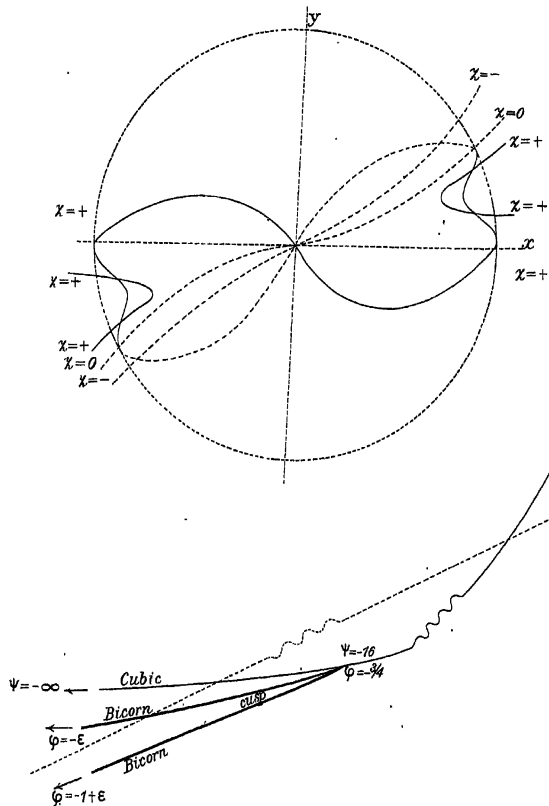 y
χ=-
χ=0
χ=+
χ=+
χ=+
x
χ=+
χ=+
χ=+
χ=0
χ=-
Ψ=-16
φ=-3/4
Ψ=-∞
Cubic
Bicorn
cusp
φ=-ε
Bicorn
φ=-1+ε